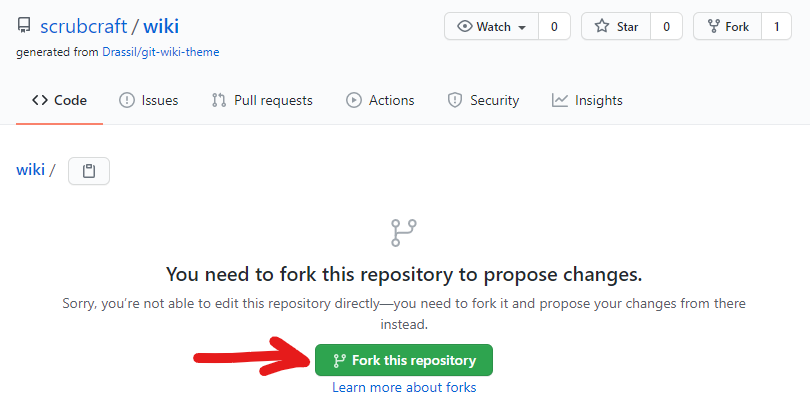 scrubcraft / wiki
Watch 0 Star 0 Fork 1
generated from Drassil/git-wiki-theme
Code Issues Pull requests Actions Security Insights
wiki /
You need to fork this repository to propose changes.
Sorry, you're not able to edit this repository directly—you need to fork it and propose your changes from there
instead.
Fork this repository
Learn more about forks